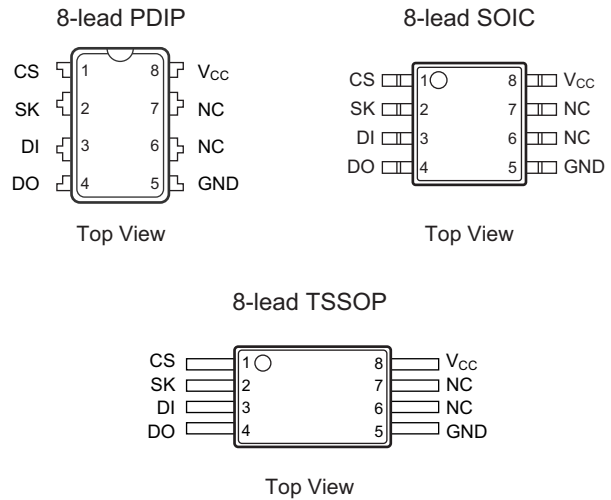 8-lead PDIP
CS 1 8 VCC
SK 2 7 NC
DI 3 6 NC
DO 4 5 GND
Top View
8-lead SOIC
CS 1 8 VCC
SK 2 7 NC
DI 3 6 NC
DO 4 5 GND
Top View
8-lead TSSOP
CS 1 8 VCC
SK 2 7 NC
DI 3 6 NC
DO 4 5 GND
Top View